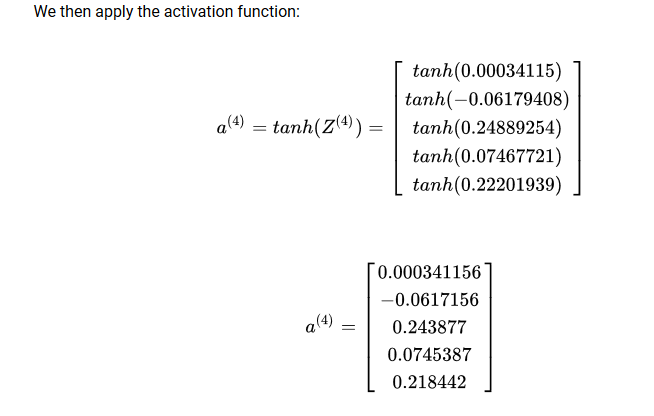 We then apply the activation function:
tanh(0.00034115)
tanh(−0.06179408)
a⁽⁴⁾ = tanh(Z⁽⁴⁾) = tanh(0.24889254)
tanh(0.07467721)
tanh(0.22201939)
0.000341156
−0.0617156
a⁽⁴⁾ = 0.243877
0.0745387
0.218442